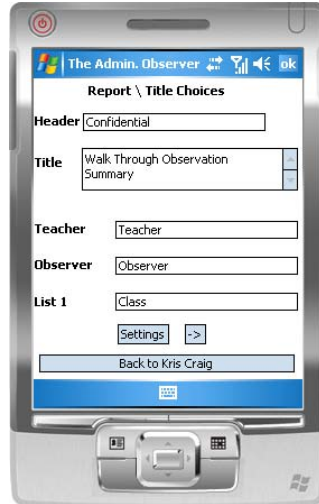 The Admin. Observer ok
Report \ Title Choices
Header Confidential
Title Walk Through Observation
Summary
Teacher Teacher
Observer Observer
List 1 Class
Settings ->
Back to Kris Craig